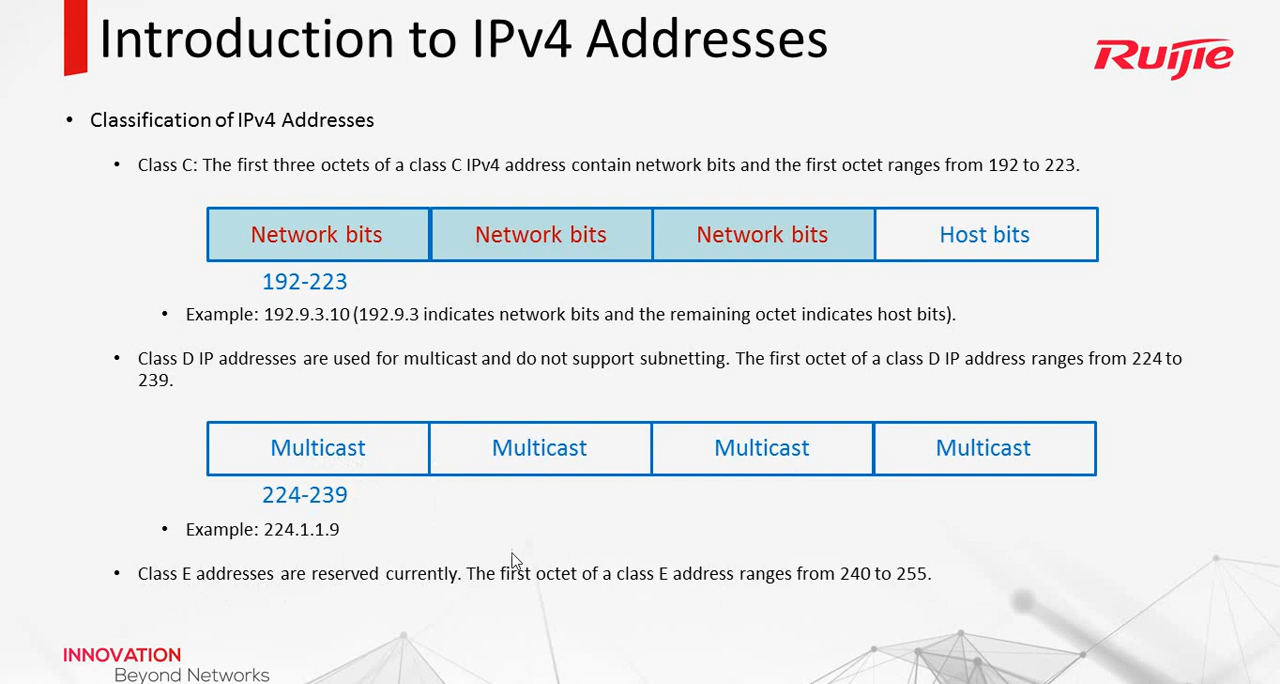 Introduction to IPv4 Addresses
Ruijie
• Classification of IPv4 Addresses
• Class C: The first three octets of a class C IPv4 address contain network bits and the first octet ranges from 192 to 223.
Network bits Network bits Network bits Host bits
192-223
• Example: 192.9.3.10 (192.9.3 indicates network bits and the remaining octet indicates host bits).
• Class D IP addresses are used for multicast and do not support subnetting. The first octet of a class D IP address ranges from 224 to
239.
Multicast Multicast Multicast Multicast
224-239
• Example: 224.1.1.9
• Class E addresses are reserved currently. The first octet of a class E address ranges from 240 to 255.
INNOVATION
Beyond Networks